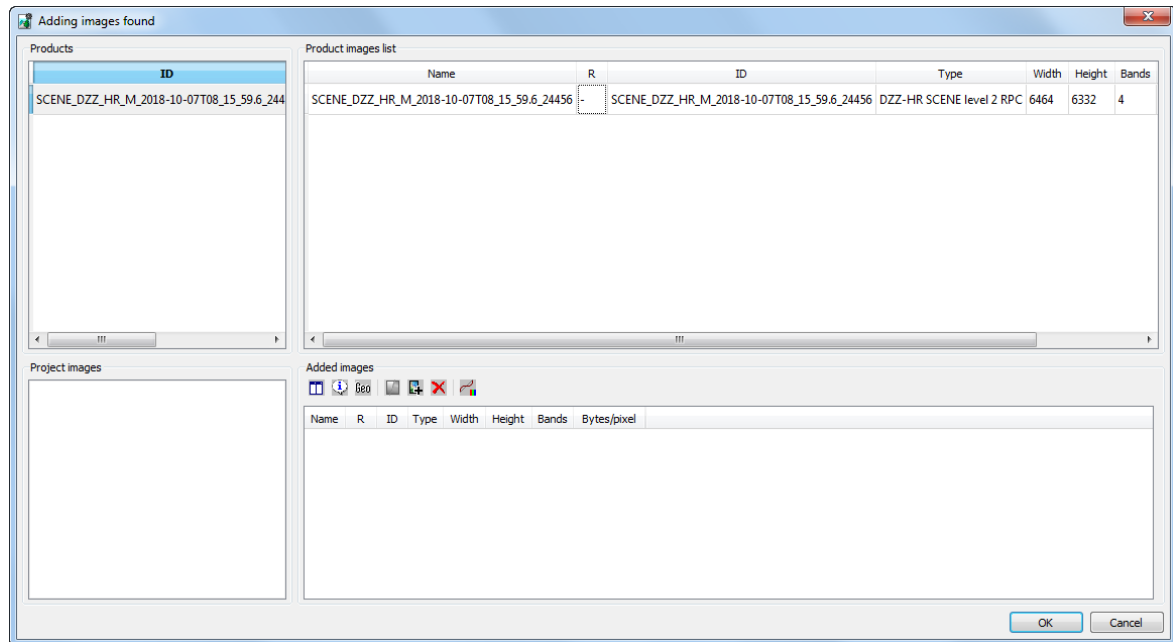 Adding images found
Products
Product images list
ID
Name R ID Type Width Height Bands
SCENE_DZZ_HR_M_2018-10-07T08_15_59.6_244
SCENE_DZZ_HR_M_2018-10-07T08_15_59.6_24456 - SCENE_DZZ_HR_M_2018-10-07T08_15_59.6_24456 DZZ-HR SCENE level 2 RPC 6464 6332 4
Project images
Added images
Geo
Name R ID Type Width Height Bands Bytes/pixel
OK Cancel